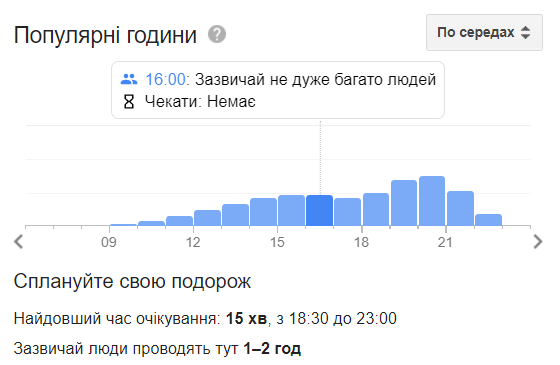 Популярні години ?
По середах
16:00: Зазвичай не дуже багато людей
Чекати: Немає
09 12 15 18 21
Сплануйте свою подорож
Найдовший час очікування: 15 хв, з 18:30 до 23:00
Зазвичай люди проводять тут 1–2 год